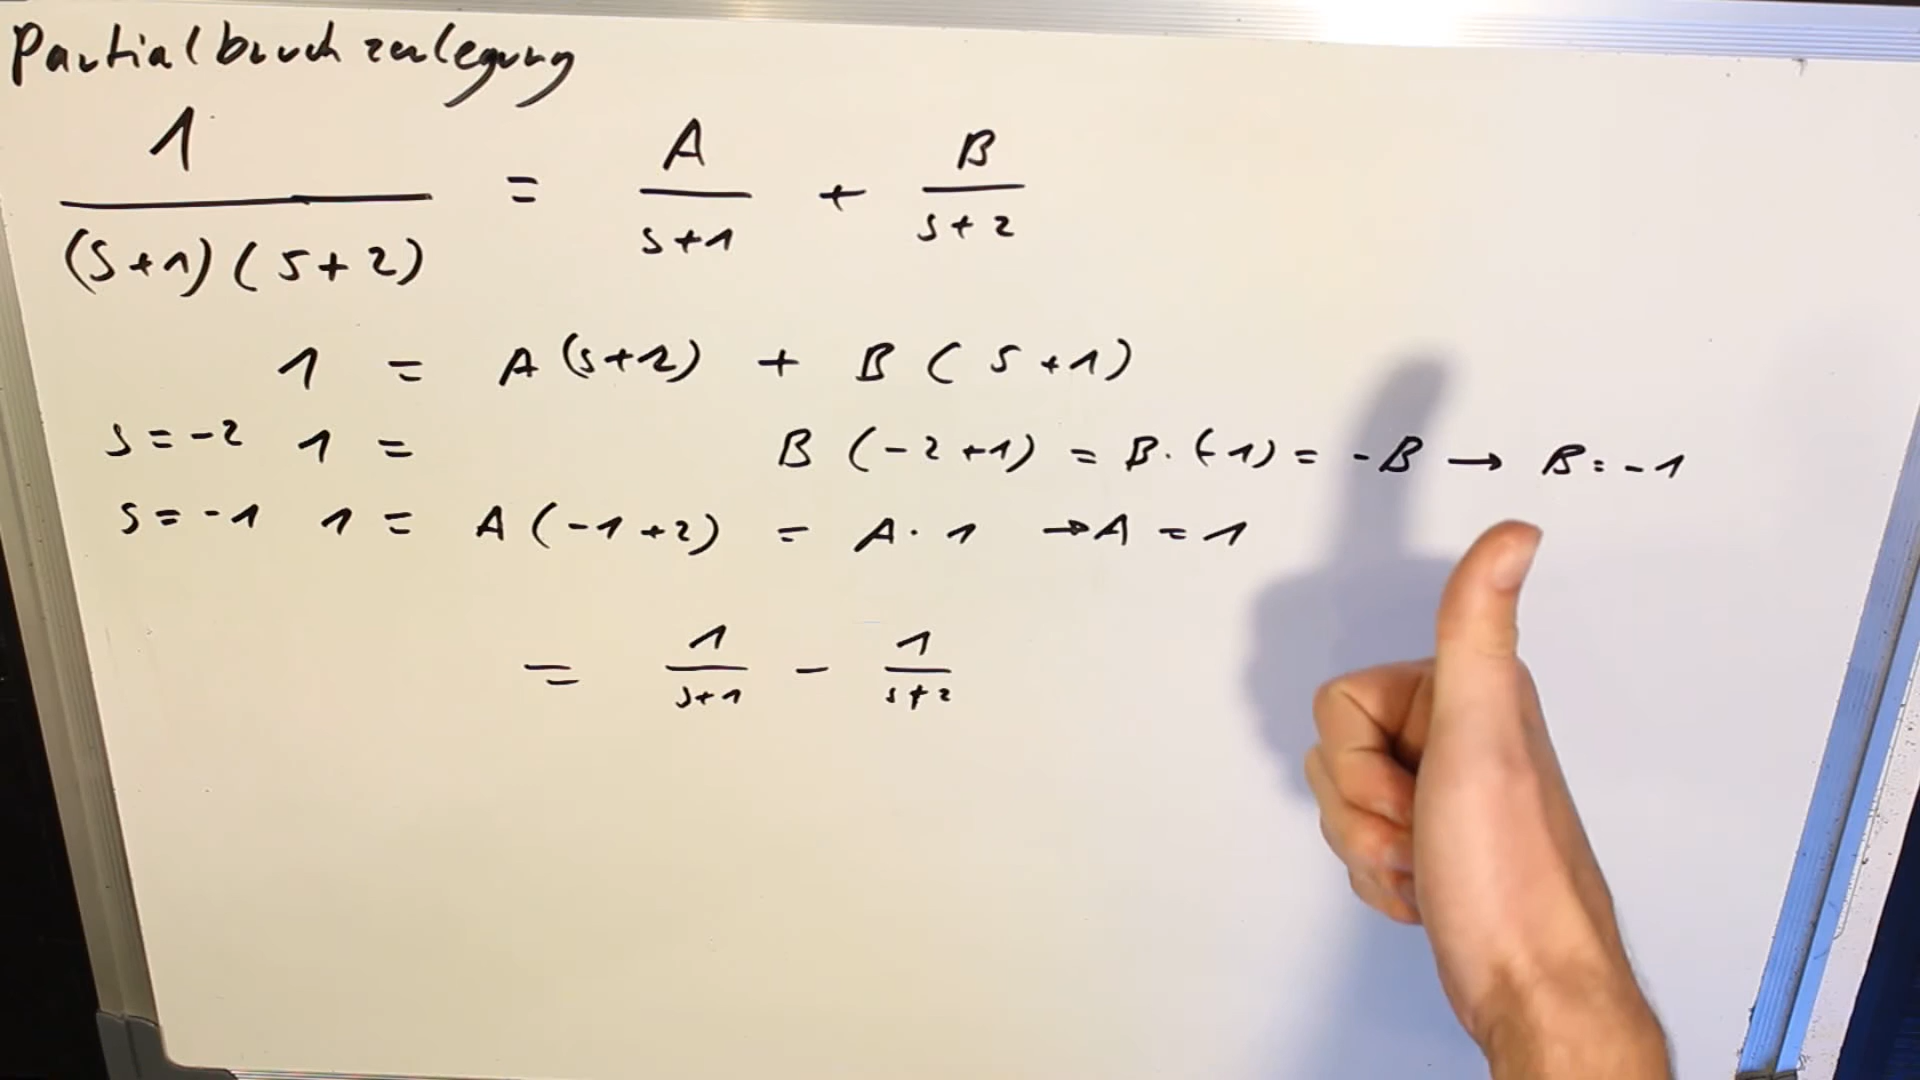 Partialbruchzerlegung
1/((s+1)(s+2)) = A/(s+1) + B/(s+2)
1 = A(s+2) + B(s+1)
s=-2 1 = B(-2+1) = B·(-1) = -B → B=-1
s=-1 1 = A(-1+2) = A·1 → A=1
= 1/(s+1) - 1/(s+2)